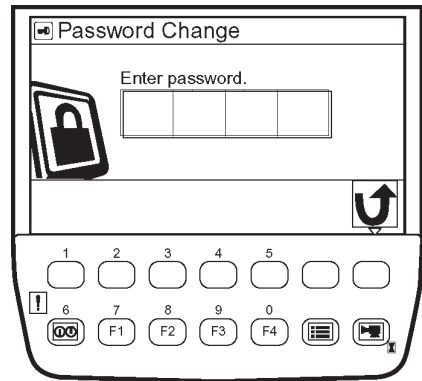 Password Change
Enter password.
1 2 3 4 5
!
6 7 8 9 0
F1 F2 F3 F4